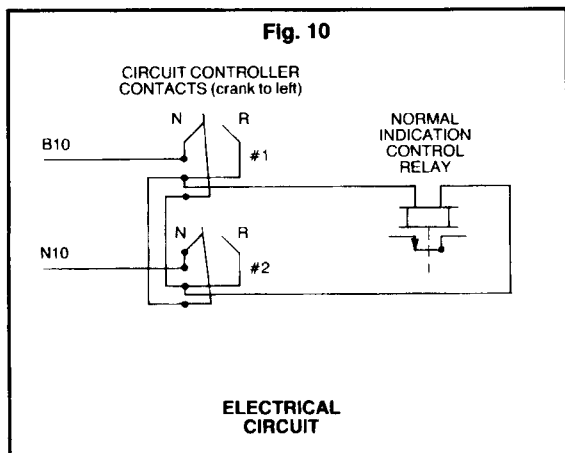 Fig. 10
CIRCUIT CONTROLLER
CONTACTS (crank to left)
N R
B10
#1
NORMAL
INDICATION
CONTROL
RELAY
N R
N10
#2
ELECTRICAL
CIRCUIT